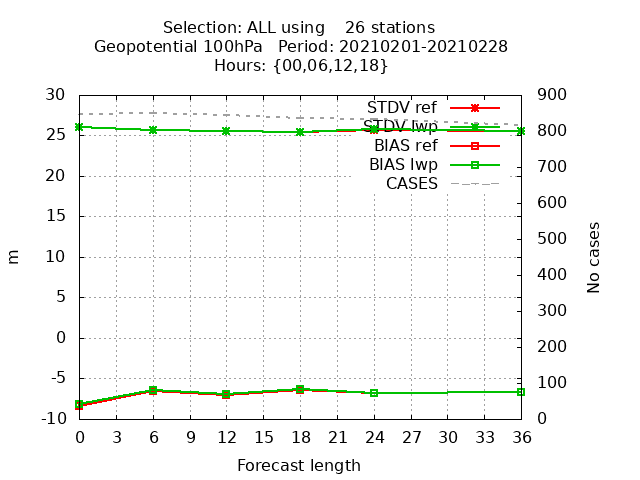 Selection: ALL using 26 stations
Geopotential 100hPa Period: 20210201-20210228
Hours: {00,06,12,18}
30
25
20
15
10
5
0
-5
-10
m
STDV ref
STDV lwp
BIAS ref
BIAS lwp
CASES
900
800
700
600
500
400
300
200
100
0
No cases
0 3 6 9 12 15 18 21 24 27 30 33 36
Forecast length